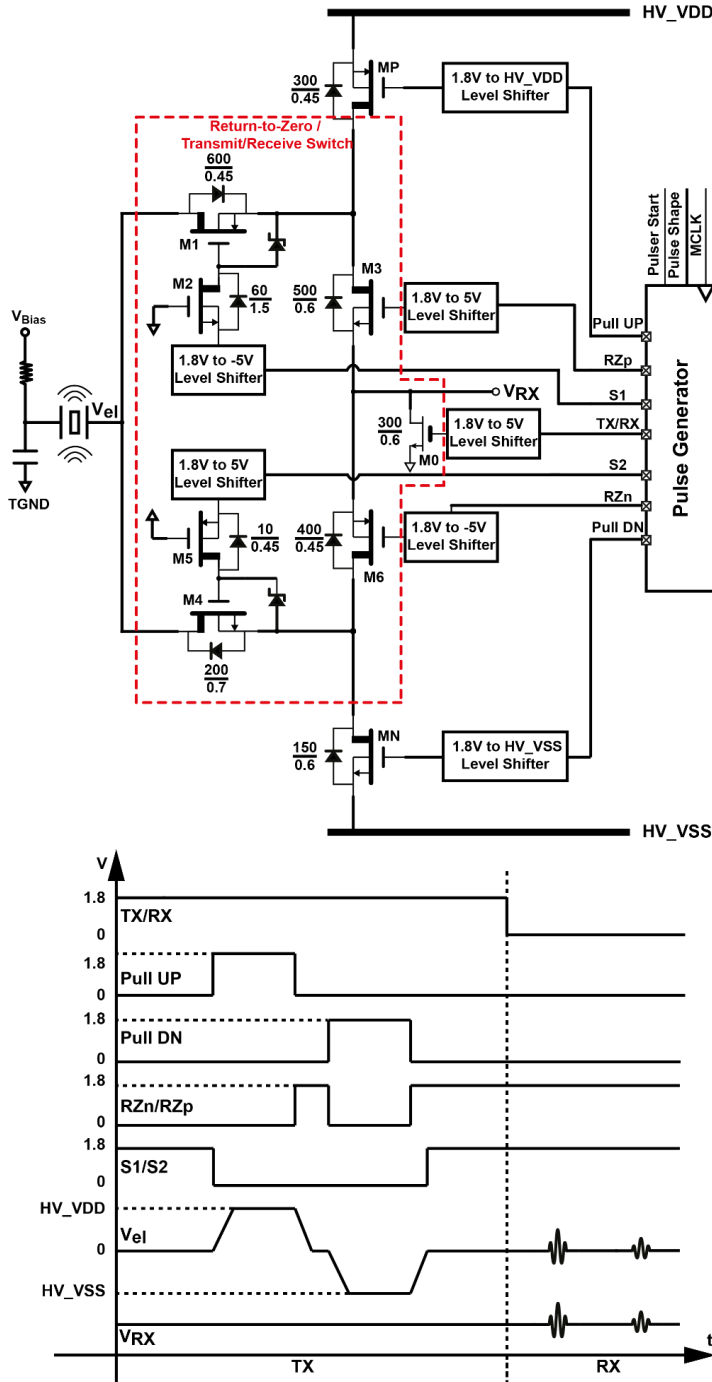 HV_VDD
MP
300
0.45
1.8V to HV_VDD
Level Shifter
Return-to-Zero /
Transmit/Receive Switch
600
0.45
M1
M2
60
1.5
M3
500
0.6
1.8V to 5V
Level Shifter
Pulser Start
Pulse Shape
MCLK
VBias
1.8V to -5V
Level Shifter
Pull UP
RZp
S1
TX/RX
S2
RZn
Pull DN
Pulse Generator
Vel
TGND
VRX
300
0.6
M0
1.8V to 5V
Level Shifter
1.8V to 5V
Level Shifter
M5
10
0.45
400
0.45
M6
1.8V to -5V
Level Shifter
M4
200
0.7
MN
150
0.6
1.8V to HV_VSS
Level Shifter
HV_VSS
V
1.8
0
TX/RX
1.8
0
Pull UP
1.8
0
Pull DN
1.8
0
RZn/RZp
1.8
0
S1/S2
HV_VDD
0
HV_VSS
Vel
VRX
t
TX
RX